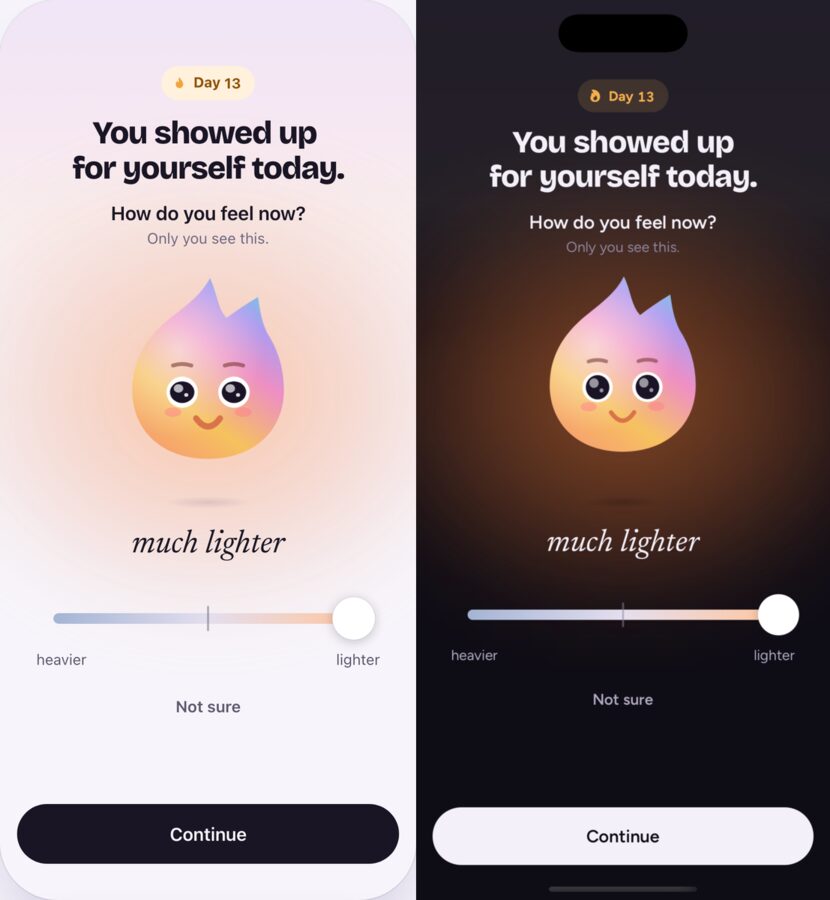 Day 13
You showed up
for yourself today.
How do you feel now?
Only you see this.
much lighter
heavier
lighter
Not sure
Continue
Day 13
You showed up
for yourself today.
How do you feel now?
Only you see this.
much lighter
heavier
lighter
Not sure
Continue